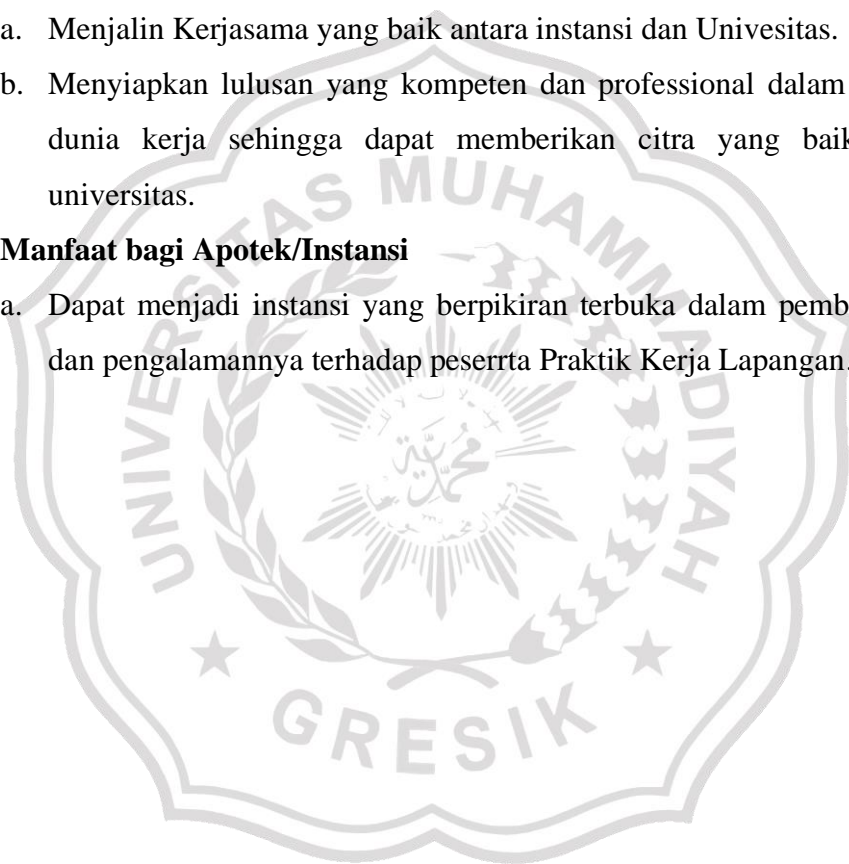 a. Menjalin Kerjasama yang baik antara instansi dan Univesitas.
b. Menyiapkan lulusan yang kompeten dan professional dalam
dunia kerja sehingga dapat memberikan citra yang baik
universitas.
Manfaat bagi Apotek/Instansi
a. Dapat menjadi instansi yang berpikiran terbuka dalam pemb
dan pengalamannya terhadap peserrta Praktik Kerja Lapangan.
UNIVERSITAS MUHAMMADIYAH
محمدية
GRESIK